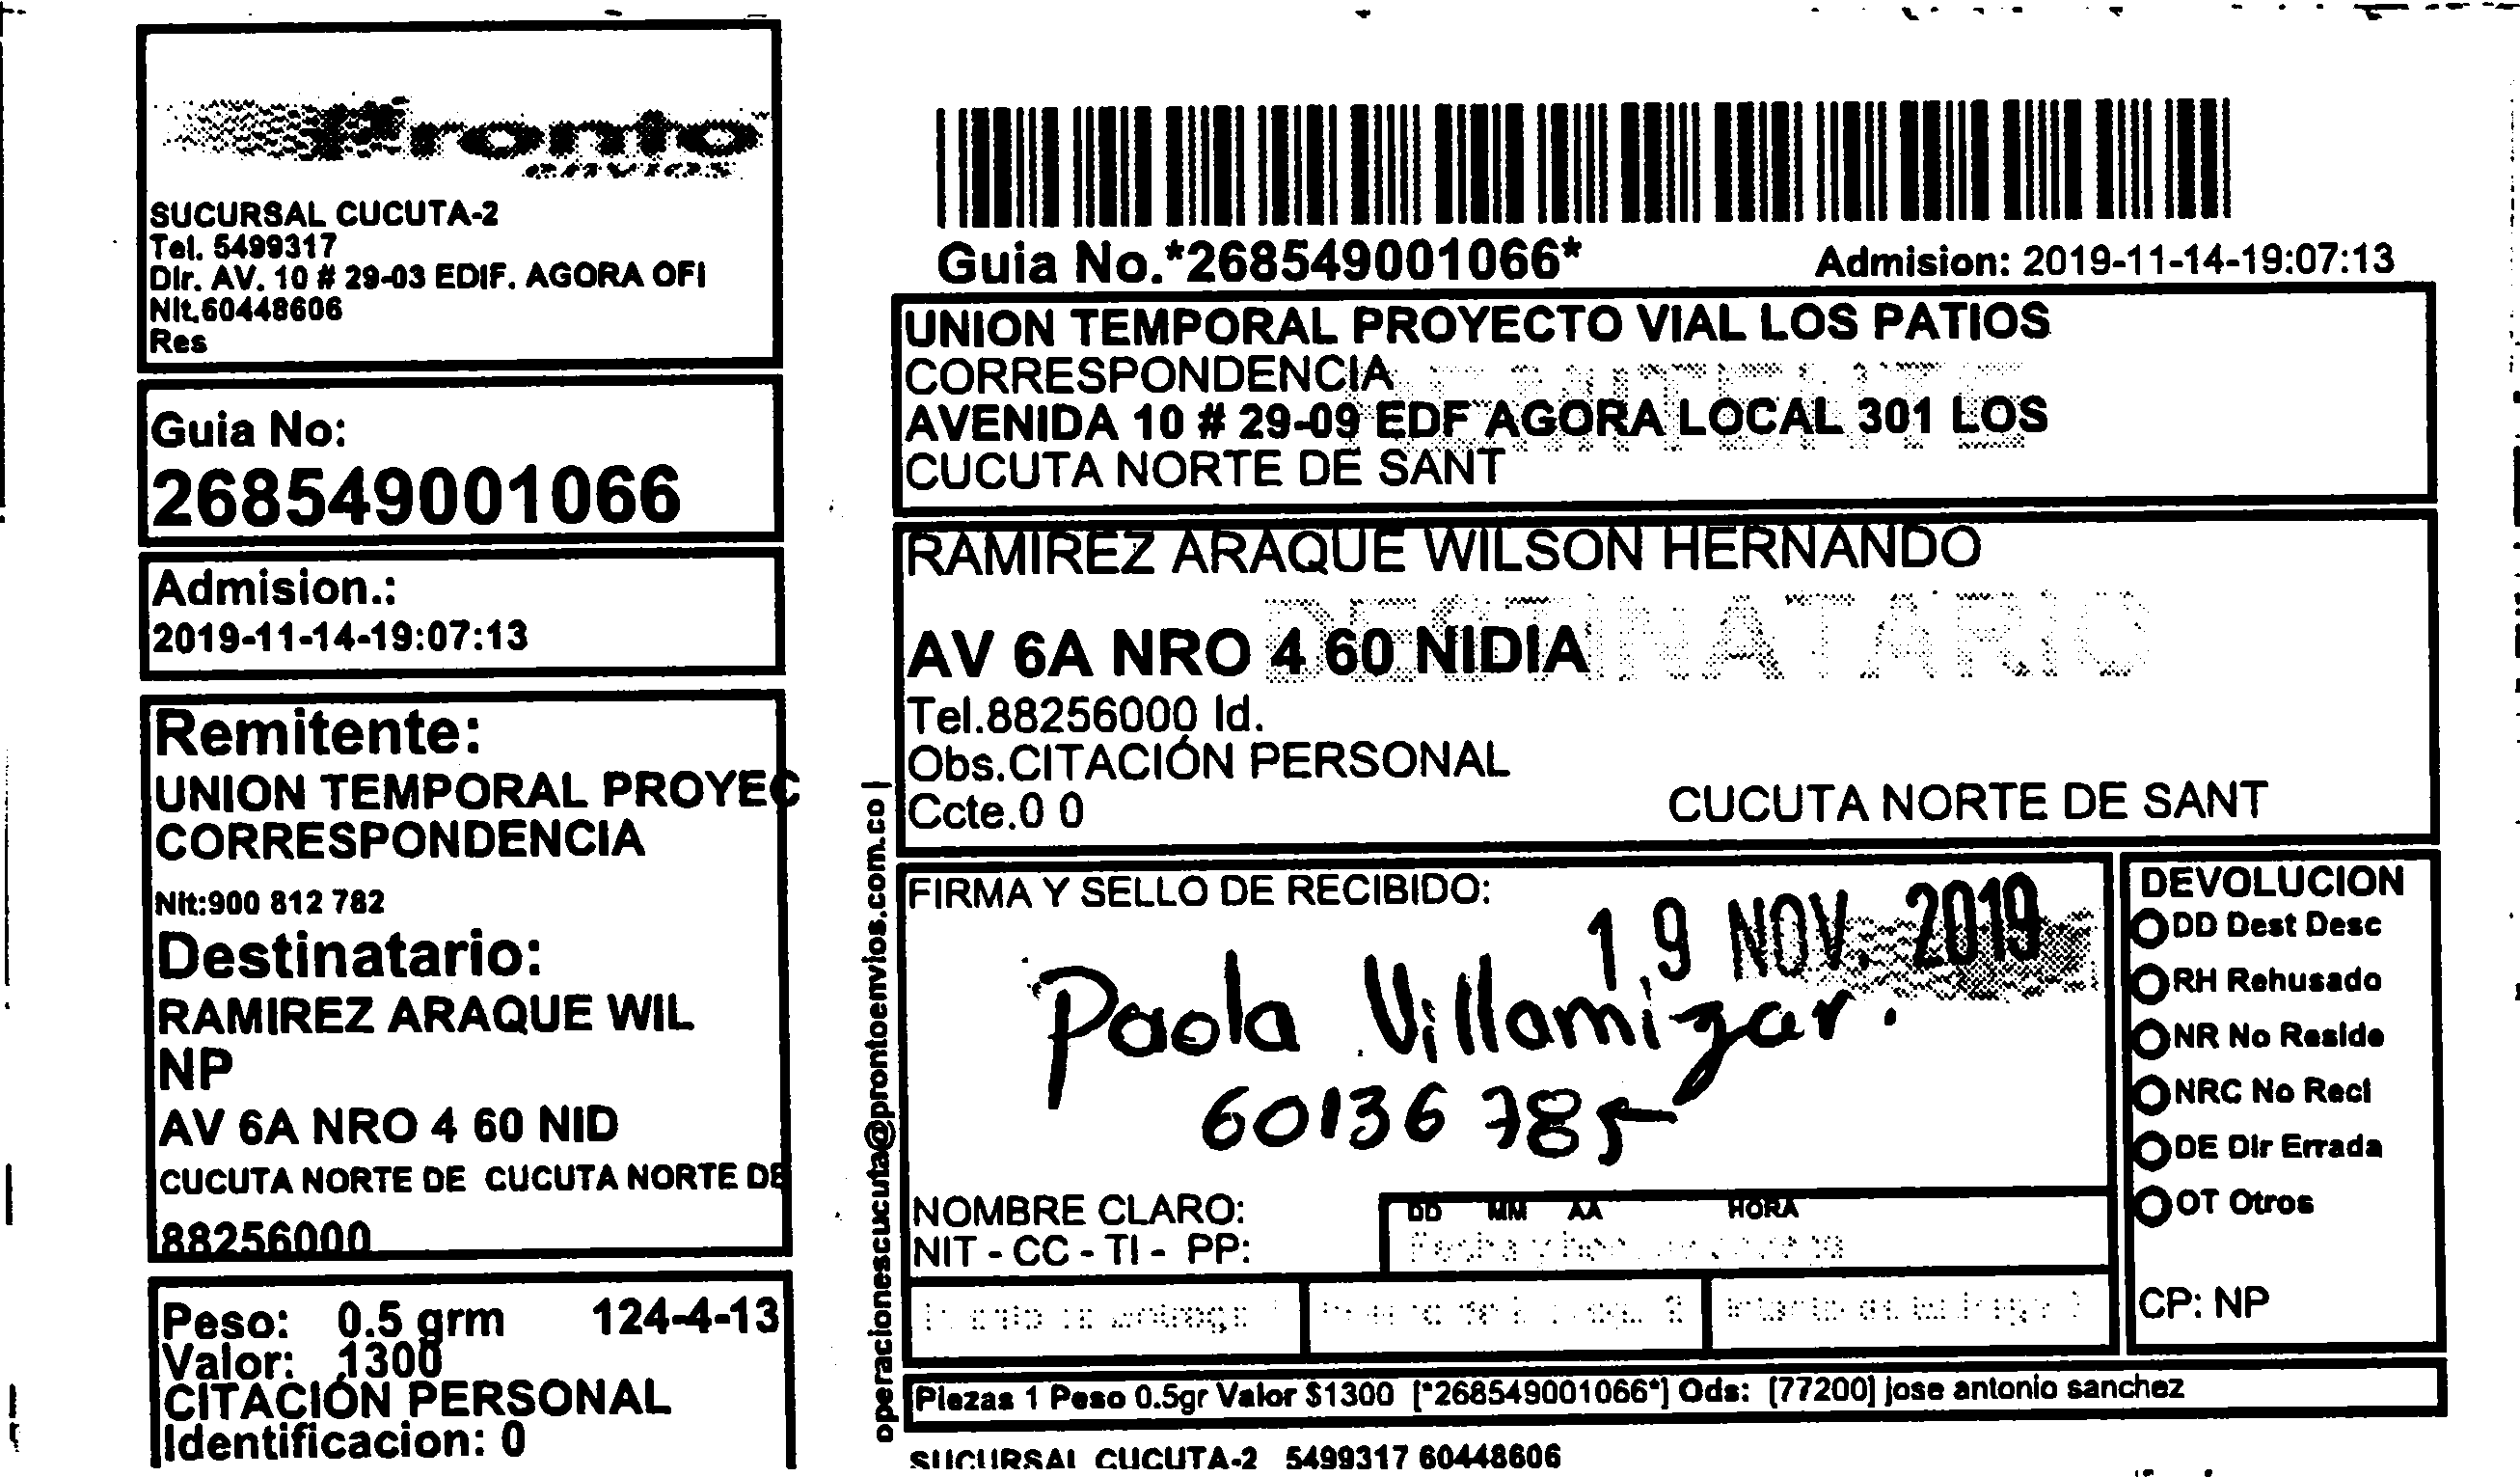 Pronto
envios
SUCURSAL CUCUTA-2
Tel. 5499317
Dir. AV. 10 # 29-03 EDIF. AGORA OFI
Nit.60448606
Res
Guia No:
268549001066
Admision.:
2019-11-14-19:07:13
Remitente:
UNION TEMPORAL PROYEC
CORRESPONDENCIA
Nit:900 812 782
Destinatario:
RAMIREZ ARAQUE WIL
NP
AV 6A NRO 4 60 NID
CUCUTA NORTE DE CUCUTA NORTE DE
88256000
Peso: 0.5 grm 124-4-13
Valor: 1300
CITACIÓN PERSONAL
Identificacion: 0
operacionescucuta@prontoenvios.com.co |
Guia No.*268549001066* Admision: 2019-11-14-19:07:13
UNION TEMPORAL PROYECTO VIAL LOS PATIOS
CORRESPONDENCIA
REMITENTE
AVENIDA 10 # 29-09 EDF AGORA LOCAL 301 LOS
CUCUTA NORTE DE SANT
RAMIREZ ARAQUE WILSON HERNANDO
DESTINATARIO
AV 6A NRO 4 60 NIDIA
Tel.88256000 Id.
Obs.CITACIÓN PERSONAL
Ccte.0 0 CUCUTA NORTE DE SANT
FIRMA Y SELLO DE RECIBIDO:
19 NOV. 2019
Paola Villamizar.
60136785
NOMBRE CLARO:
NIT - CC - TI - PP:
DD MM AA HORA
DEVOLUCION
DD Dest Desc
RH Rehusado
NR No Reside
NRC No Recl
DE Dir Errada
OT Otros
CP: NP
Piezas 1 Peso 0.5gr Valor $1300 [*268549001066*] Ods: [77200] jose antonio sanchez
SUCURSAL CUCUTA-2 5499317 60448606